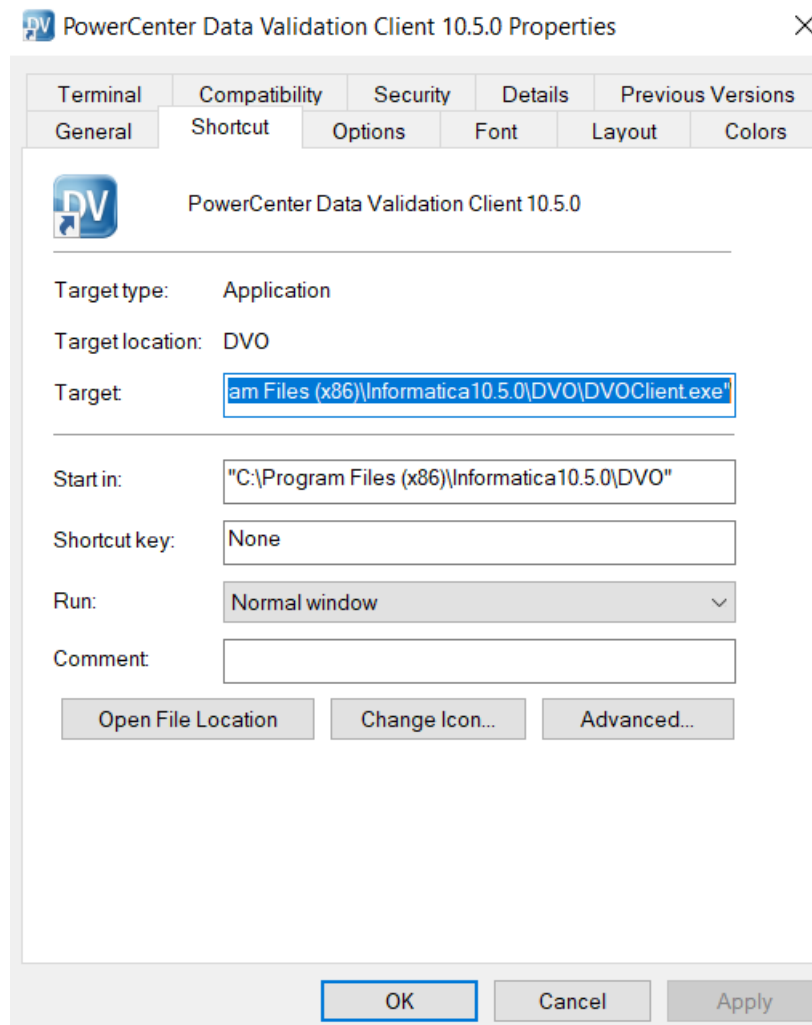 PowerCenter Data Validation Client 10.5.0 Properties
Terminal Compatibility Security Details Previous Versions
General Shortcut Options Font Layout Colors
DV PowerCenter Data Validation Client 10.5.0
Target type: Application
Target location: DVO
Target: am Files (x86)\Informatica10.5.0\DVO\DVOClient.exe"
Start in: "C:\Program Files (x86)\Informatica10.5.0\DVO"
Shortcut key: None
Run: Normal window
Comment:
Open File Location Change Icon... Advanced...
OK Cancel Apply